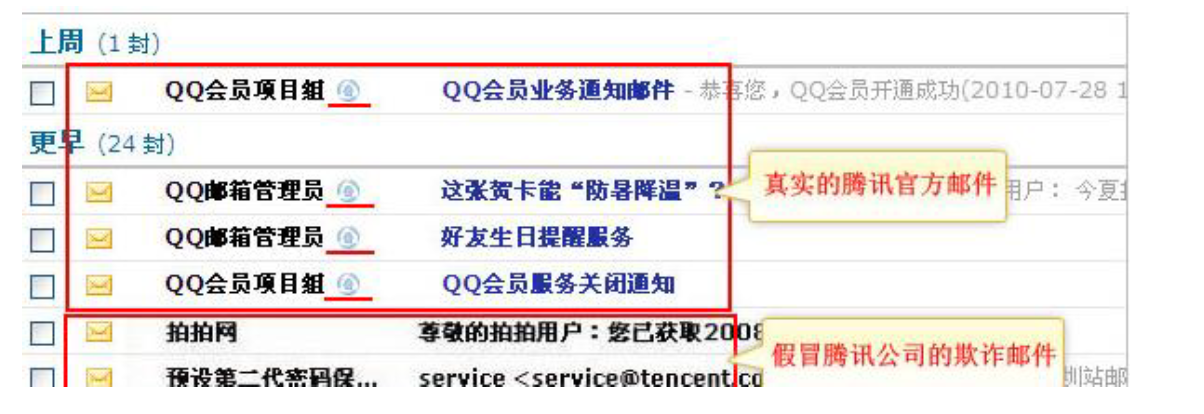 上周 (1 封)
QQ会员项目组 QQ会员业务通知邮件 - 恭喜您，QQ会员开通成功(2010-07-28 1
更早 (24 封)
QQ邮箱管理员 这张贺卡能“防暑降温”？ 用户： 今夏
真实的腾讯官方邮件
QQ邮箱管理员 好友生日提醒服务
QQ会员项目组 QQ会员服务关闭通知
拍拍网 尊敬的拍拍用户：您已获取2008
假冒腾讯公司的欺诈邮件
预设第二代密码保... service <service@tencent.co 圳站邮